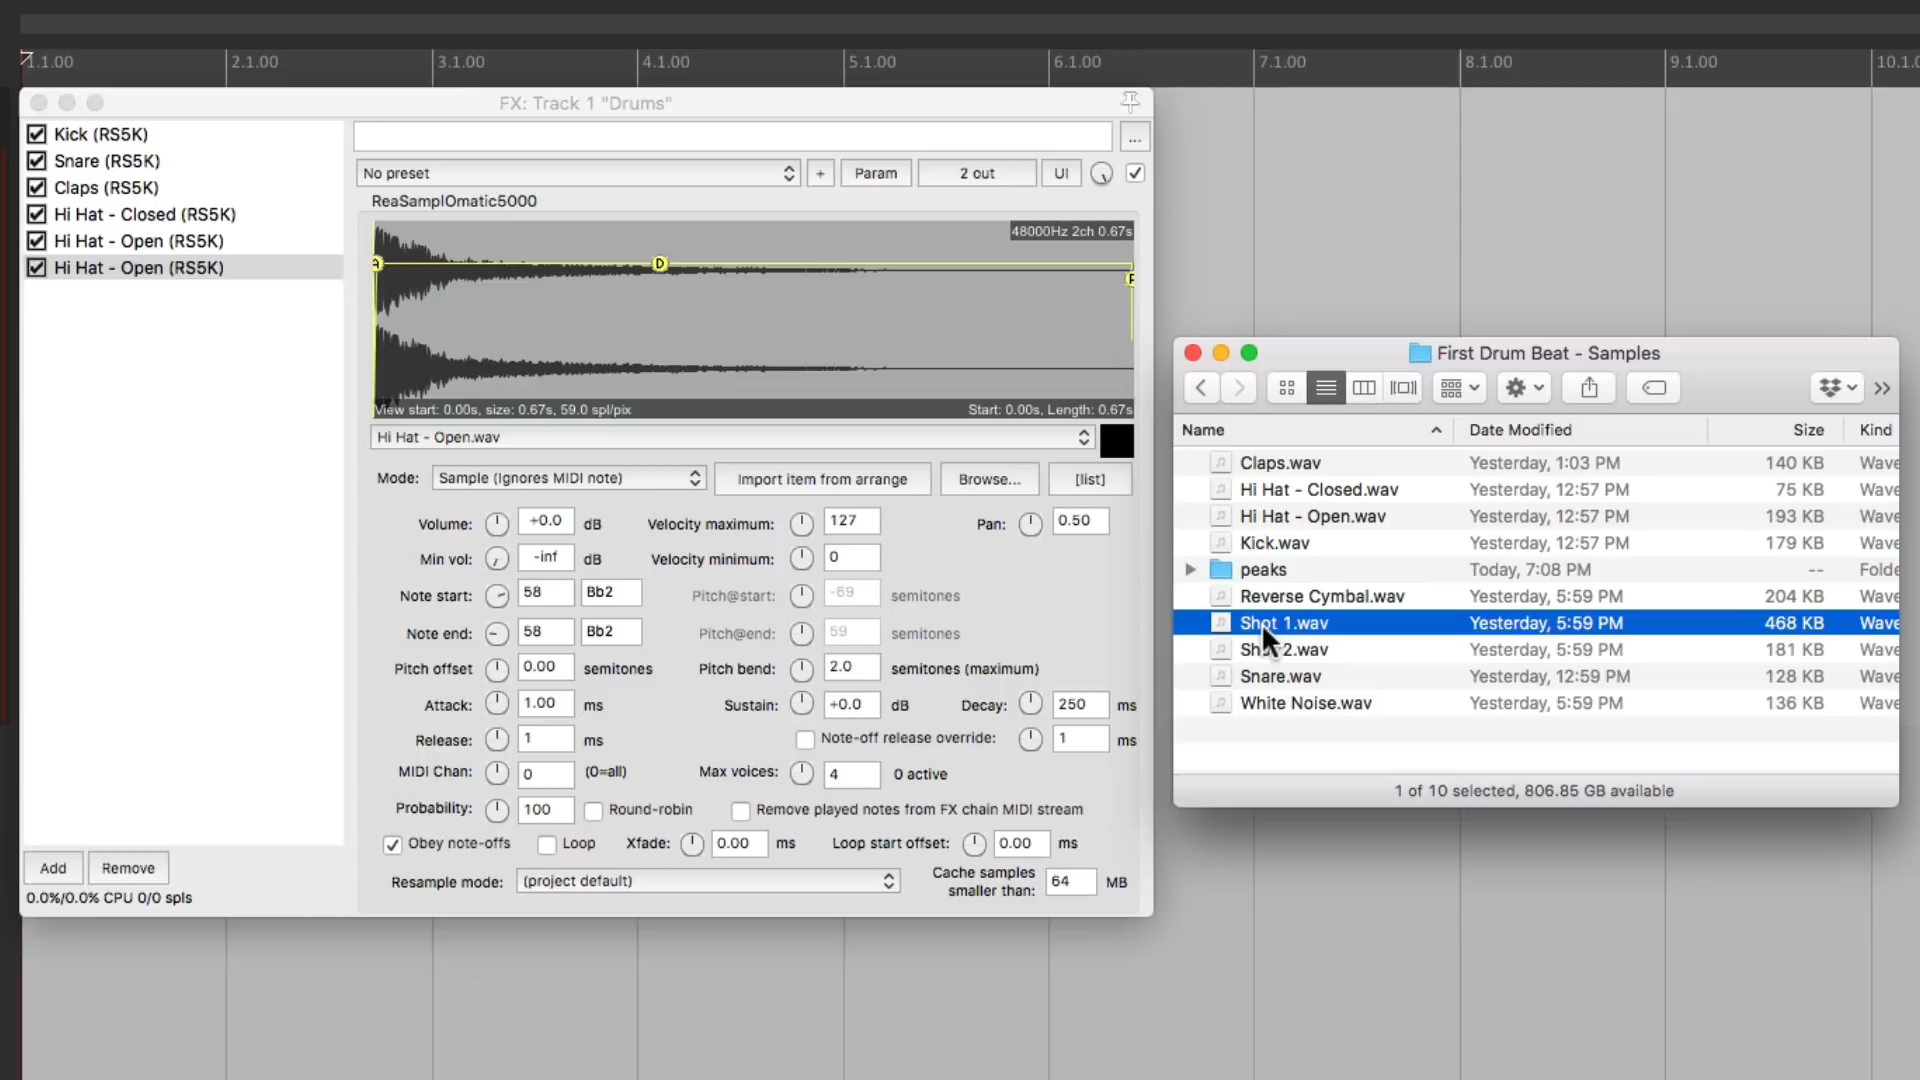 1.1.00 2.1.00 3.1.00 4.1.00 5.1.00 6.1.00 7.1.00 8.1.00 9.1.00
FX: Track 1 "Drums"
Kick (RS5K)
Snare (RS5K)
Claps (RS5K)
Hi Hat - Closed (RS5K)
Hi Hat - Open (RS5K)
Hi Hat - Open (RS5K)
Add Remove
0.0%/0.0% CPU 0/0 spls
...
No preset + Param 2 out UI
ReaSamplOmatic5000
48000Hz 2ch 0.67s
A D
View start: 0.00s, size: 0.67s, 59.0 spl/pix Start: 0.00s, Length: 0.67s
Hi Hat - Open.wav
Mode: Sample (Ignores MIDI note) Import item from arrange Browse... [list]
Volume: +0.0 dB Velocity maximum: 127 Pan: 0.50
Min vol: -inf dB Velocity minimum: 0
Note start: 58 Bb2 Pitch@start: -69 semitones
Note end: 58 Bb2 Pitch@end: 59 semitones
Pitch offset 0.00 semitones Pitch bend: 2.0 semitones (maximum)
Attack: 1.00 ms Sustain: +0.0 dB Decay: 250 ms
Release: 1 ms Note-off release override: 1 ms
MIDI Chan: 0 (0=all) Max voices: 4 0 active
Probability: 100 Round-robin Remove played notes from FX chain MIDI stream
Obey note-offs Loop Xfade: 0.00 ms Loop start offset: 0.00 ms
Resample mode: (project default) Cache samples smaller than: 64 MB
First Drum Beat - Samples
Name Date Modified Size Kind
Claps.wav Yesterday, 1:03 PM 140 KB Wave
Hi Hat - Closed.wav Yesterday, 12:57 PM 75 KB Wave
Hi Hat - Open.wav Yesterday, 12:57 PM 193 KB Wave
Kick.wav Yesterday, 12:57 PM 179 KB Wave
peaks Today, 7:08 PM -- Folde
Reverse Cymbal.wav Yesterday, 5:59 PM 204 KB Wave
Shot 1.wav Yesterday, 5:59 PM 468 KB Wave
Shot 2.wav Yesterday, 5:59 PM 181 KB Wave
Snare.wav Yesterday, 12:59 PM 128 KB Wave
White Noise.wav Yesterday, 5:59 PM 136 KB Wave
1 of 10 selected, 806.85 GB available